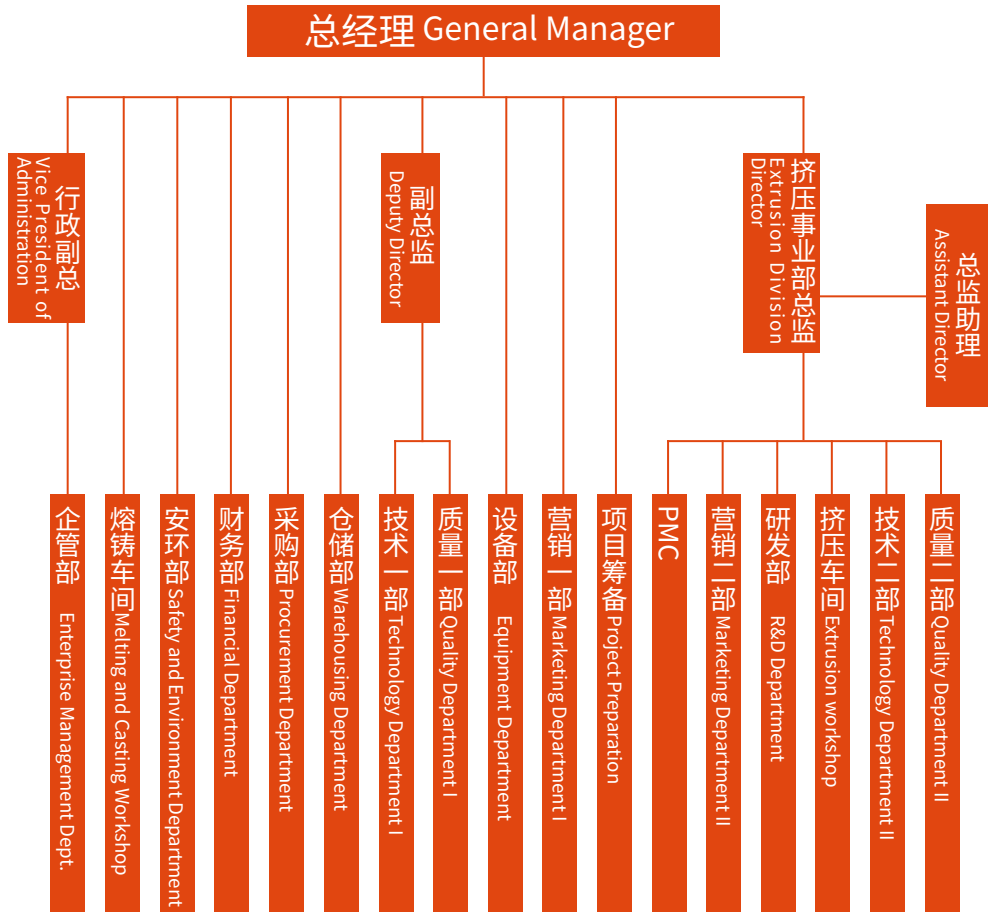 总经理 General Manager
行政副总
Vice President of
Administration
副总监
Deputy Director
挤压事业部总监
Extrusion Division
Director
总监助理
Assistant Director
企管部 Enterprise Management Dept.
熔铸车间 Melting and Casting Workshop
安环部 Safety and Environment Department
财务部 Financial Department
采购部 Procurement Department
仓储部 Warehousing Department
技术一部 Technology Department I
质量一部 Quality Department I
设备部 Equipment Department
营销一部 Marketing Department I
项目筹备 Project Preparation
PMC
营销二部 Marketing Department II
研发部 R&D Department
挤压车间 Extrusion workshop
技术二部 Technology Department II
质量二部 Quality Department II